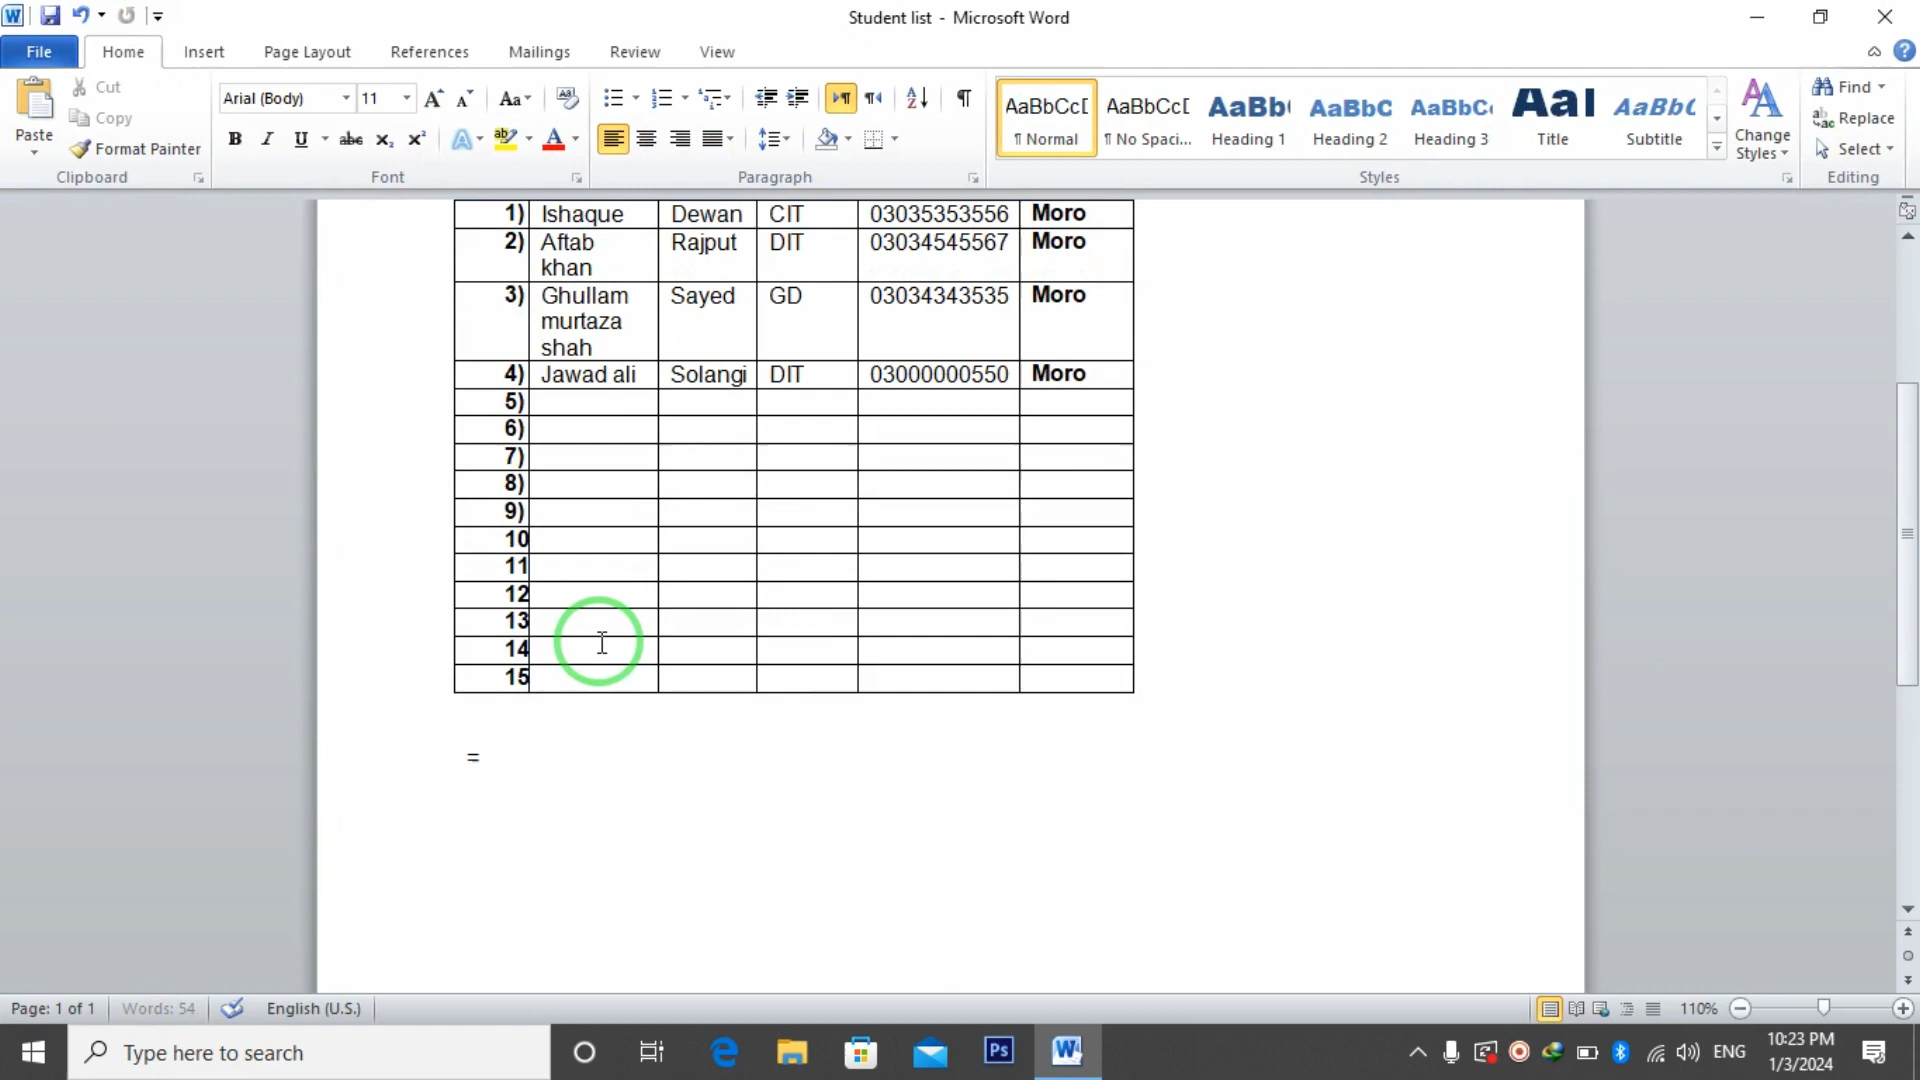 Student list - Microsoft Word
File Home Insert Page Layout References Mailings Review View
Cut
Copy
Format Painter
Paste
Clipboard
Arial (Body) 11
Font
Paragraph
AaBbCcD AaBbCcD AaBb( AaBbC AaBbCc AaB AaBbC
¶ Normal ¶ No Spaci... Heading 1 Heading 2 Heading 3 Title Subtitle
Change Styles
Styles
Find
Replace
Select
Editing
1) Ishaque Dewan CIT 03035353556 Moro
2) Aftab khan Rajput DIT 03034545567 Moro
3) Ghullam murtaza shah Sayed GD 03034343535 Moro
4) Jawad ali Solangi DIT 03000000550 Moro
5)
6)
7)
8)
9)
10
11
12
13
14
15
=
Page: 1 of 1 Words: 54 English (U.S.) 110%
Type here to search
Ps
ENG
10:23 PM
1/3/2024